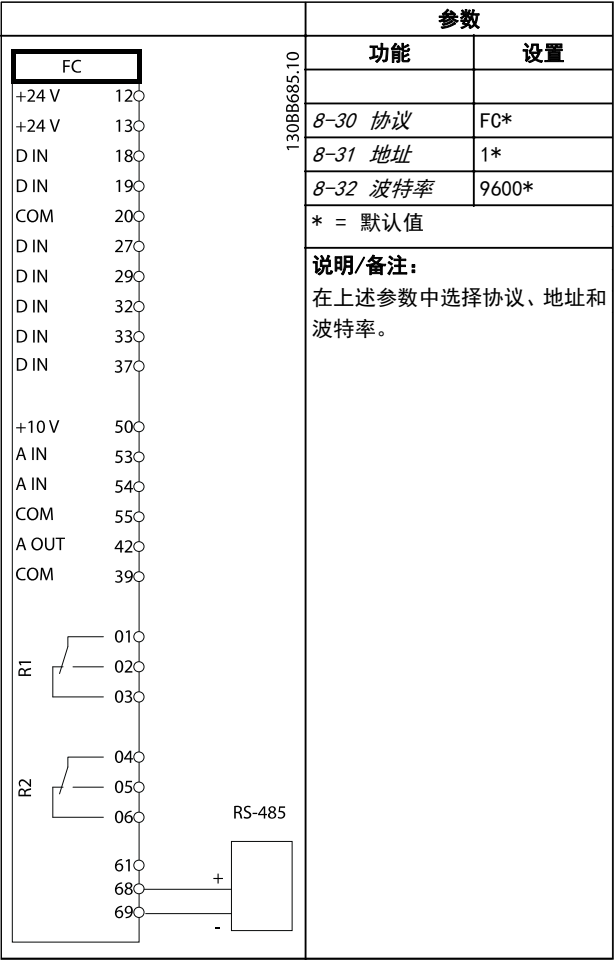 参数
功能 设置
8-30 协议 FC*
8-31 地址 1*
8-32 波特率 9600*
* = 默认值
说明/备注：
在上述参数中选择协议、地址和
波特率。
130BB685.10
FC
+24 V 12
+24 V 13
D IN 18
D IN 19
COM 20
D IN 27
D IN 29
D IN 32
D IN 33
D IN 37
+10 V 50
A IN 53
A IN 54
COM 55
A OUT 42
COM 39
R1
01
02
03
R2
04
05
06
RS-485
61
68 +
69 -